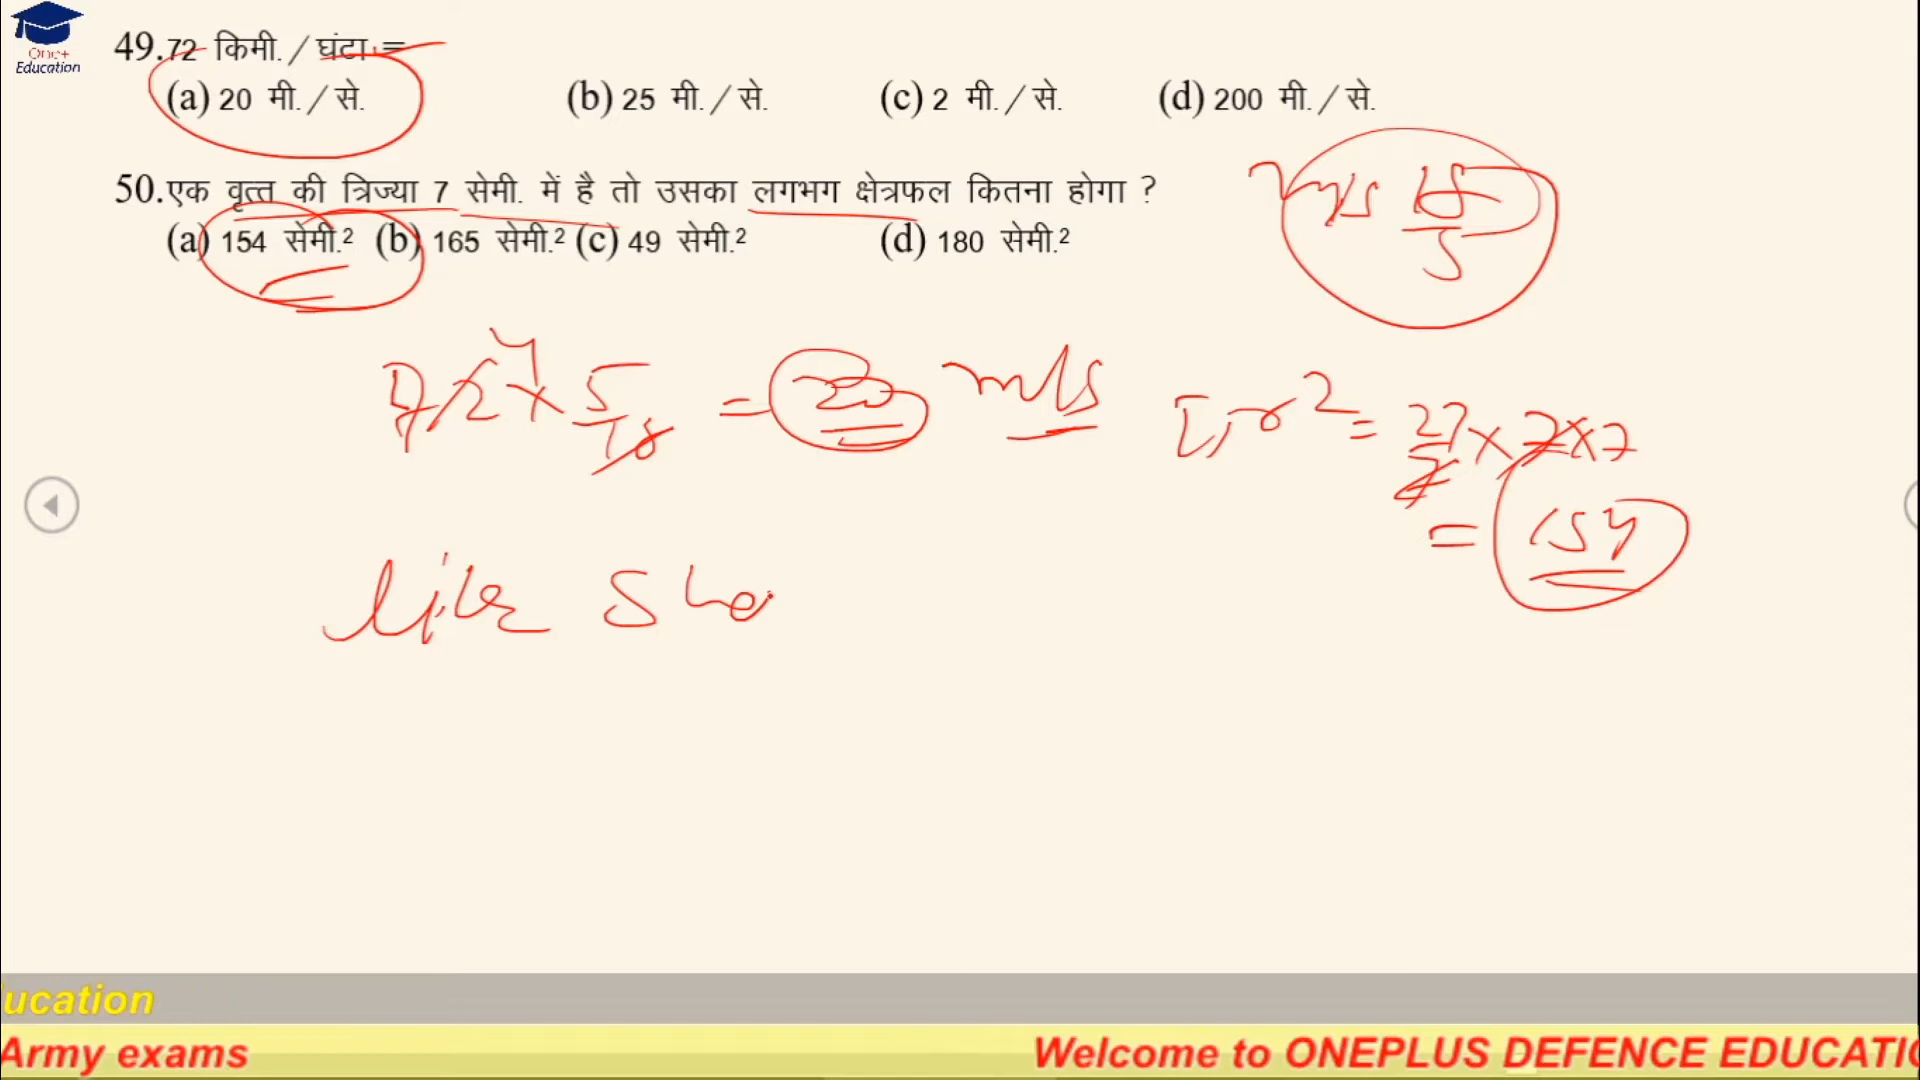 One+
Education
49.72 किमी./घंटा =
(a) 20 मी./से. (b) 25 मी./से. (c) 2 मी./से. (d) 200 मी./से.
50.एक वृत्त की त्रिज्या 7 सेमी. में है तो उसका लगभग क्षेत्रफल कितना होगा ?
(a) 154 सेमी.² (b) 165 सेमी.² (c) 49 सेमी.² (d) 180 सेमी.²
m/s 18/5
72 4 × 5/18 = 20 m/s
πr² = 22/7 × 7 × 7
= 154
like
ucation
Army exams Welcome to ONEPLUS DEFENCE EDUCATI